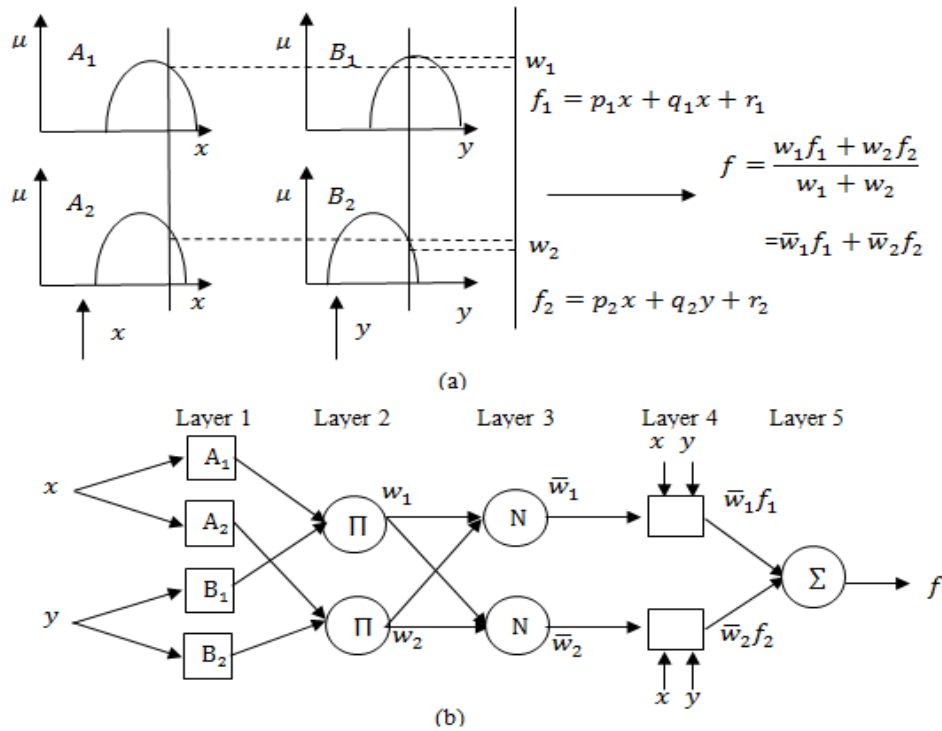 μ A₁ μ B₁ w₁
f₁ = p₁x + q₁x + r₁
x y
f = (w₁f₁ + w₂f₂) / (w₁ + w₂)
μ A₂ μ B₂
w₂ =w̅₁f₁ + w̅₂f₂
x y f₂ = p₂x + q₂y + r₂
x y
(a)
Layer 1 Layer 2 Layer 3 Layer 4 Layer 5
x y
A₁ w₁ w̅₁ w̅₁f₁
x Π N
A₂
Σ f
B₁
y Π w₂ N w̅₂ w̅₂f₂
B₂
x y
(b)